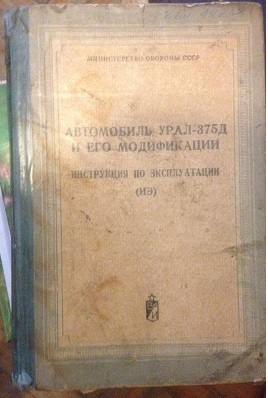 МИНИСТЕРСТВО ОБОРОНЫ СССР
АВТОМОБИЛЬ УРАЛ-375Д
И ЕГО МОДИФИКАЦИИ
ИНСТРУКЦИЯ ПО ЭКСПЛУАТАЦИИ
(ИЭ)